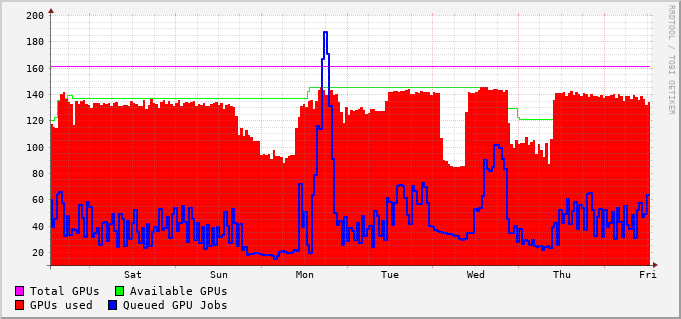 200
180
160
140
120
100
80
60
40
20
Sat Sun Mon Tue Wed Thu Fri
Total GPUs Available GPUs
GPUs used Queued GPU Jobs
RRDTOOL / TOBI OETIKER